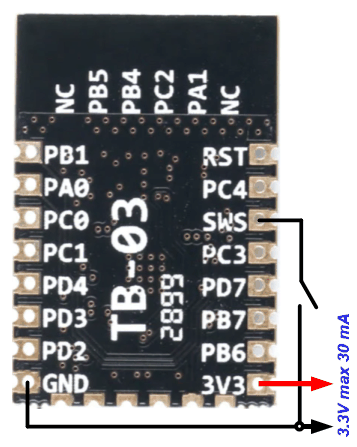 NC PB5 PB4 PC2 PA1 NC
PB1 RST
PA0 PC4
PC0 SWS
PC1 PC3
PD4 PD7
PD3 PB7
PD2 PB6
GND 3V3
TB-03
2899
3.3V max 30 mA